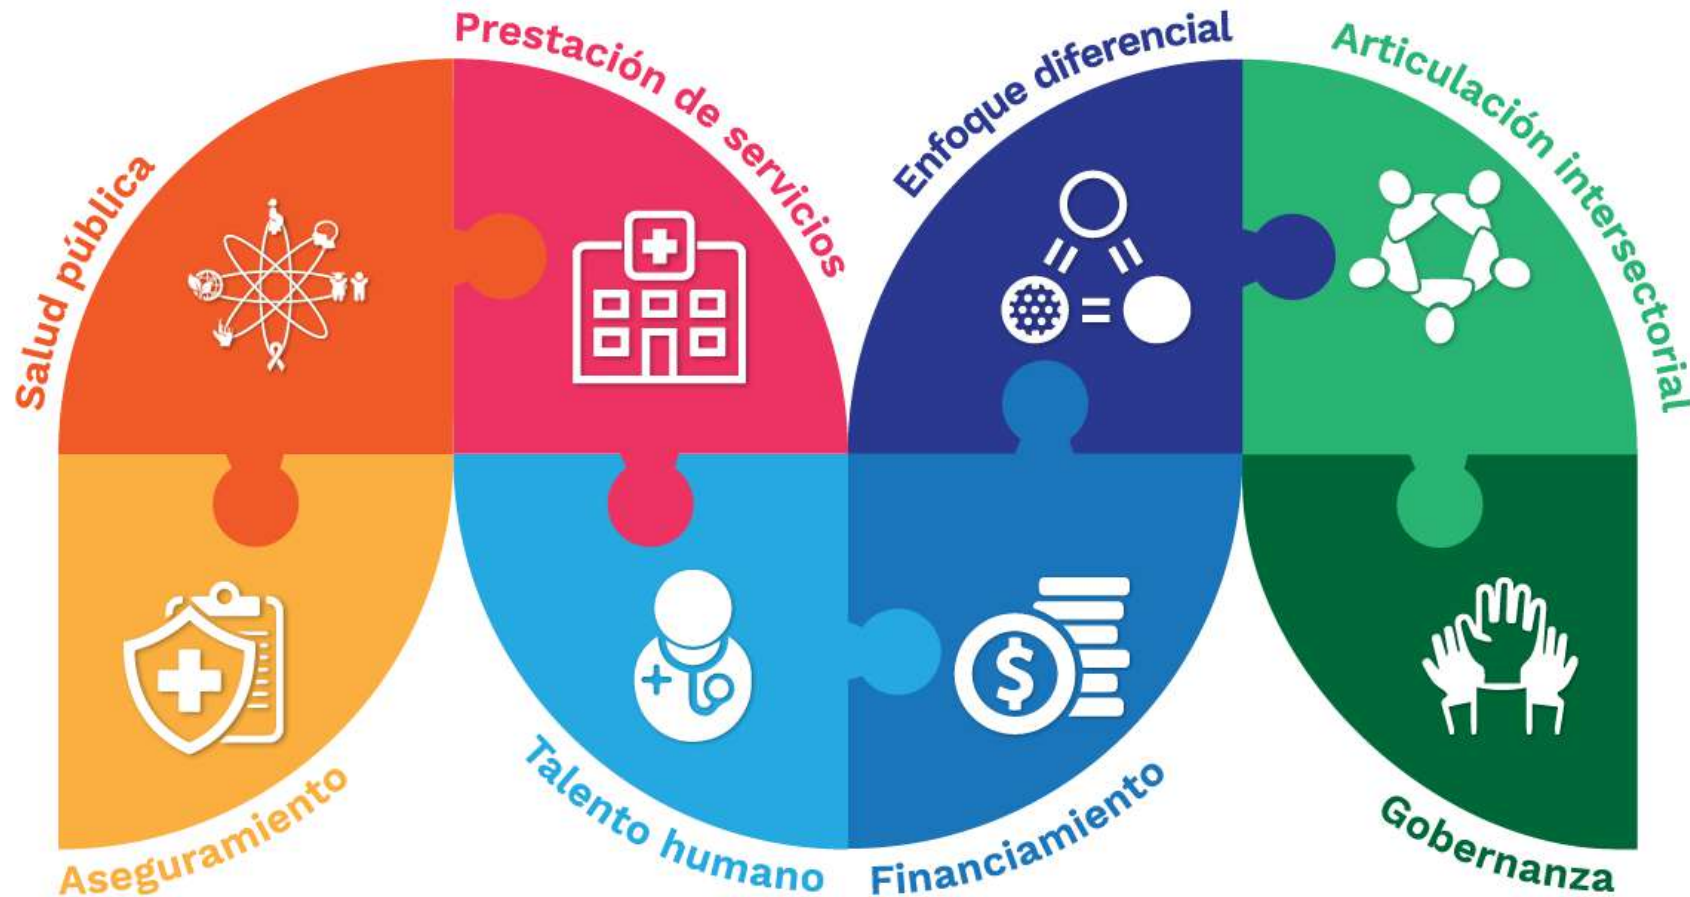 Salud pública
Prestación de servicios
Enfoque diferencial
Articulación intersectorial
Aseguramiento
Talento humano
Financiamiento
$
Gobernanza